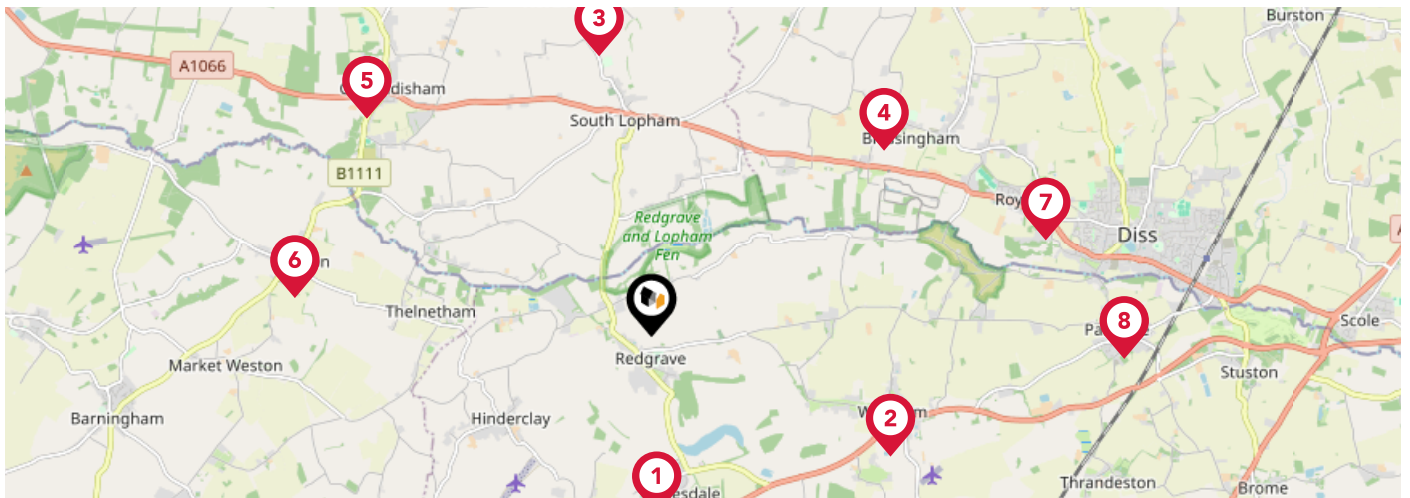 Burston
3
A1066
5
disham
4
South Lopham
B
singham
B1111
Roy
7
Redgrave
and Lopham
Fen
Diss
6
n
Thelnetham
8
Pa
e
Scole
Redgrave
Market Weston
Stuston
W
m
2
Barningham
Hinderclay
1
esdale
Thrandeston
Brome